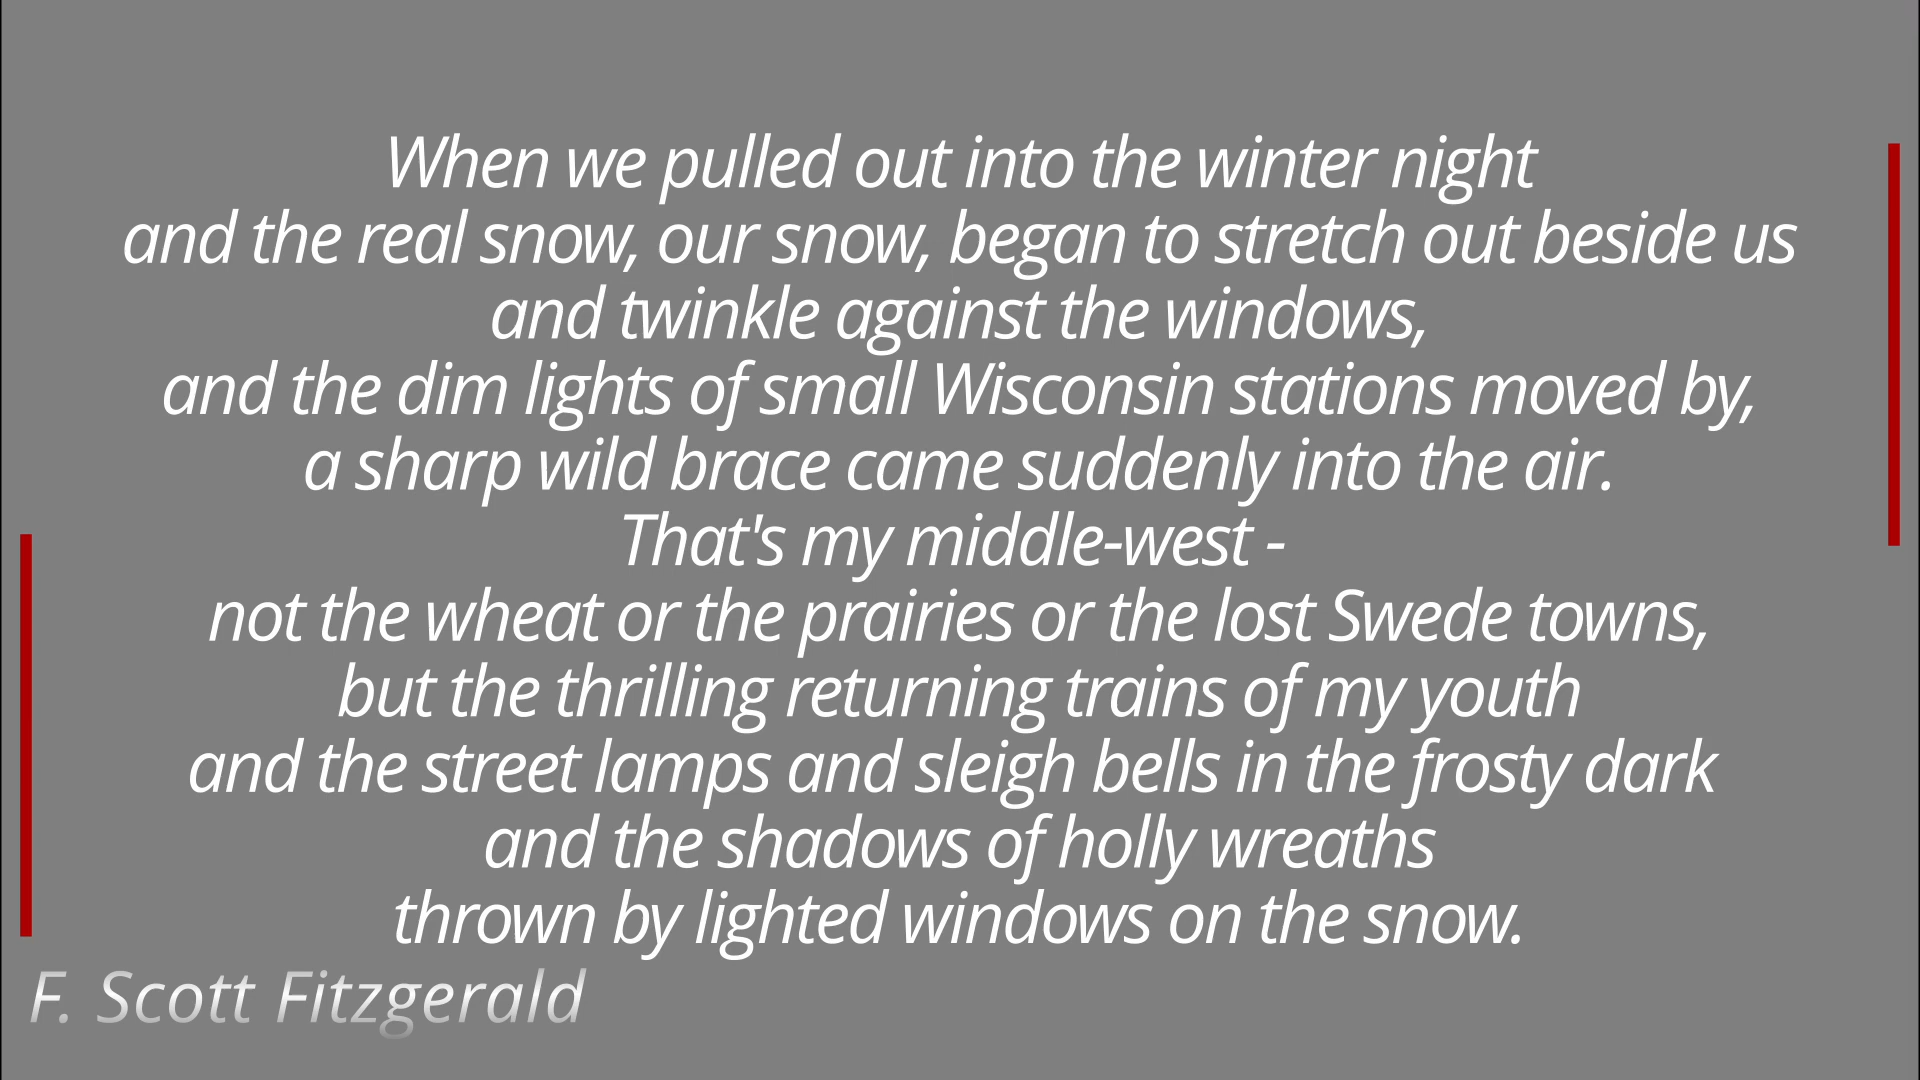 When we pulled out into the winter night
and the real snow, our snow, began to stretch out beside us
and twinkle against the windows,
and the dim lights of small Wisconsin stations moved by,
a sharp wild brace came suddenly into the air.
That's my middle-west -
not the wheat or the prairies or the lost Swede towns,
but the thrilling returning trains of my youth
and the street lamps and sleigh bells in the frosty dark
and the shadows of holly wreaths
thrown by lighted windows on the snow.
F. Scott Fitzgerald